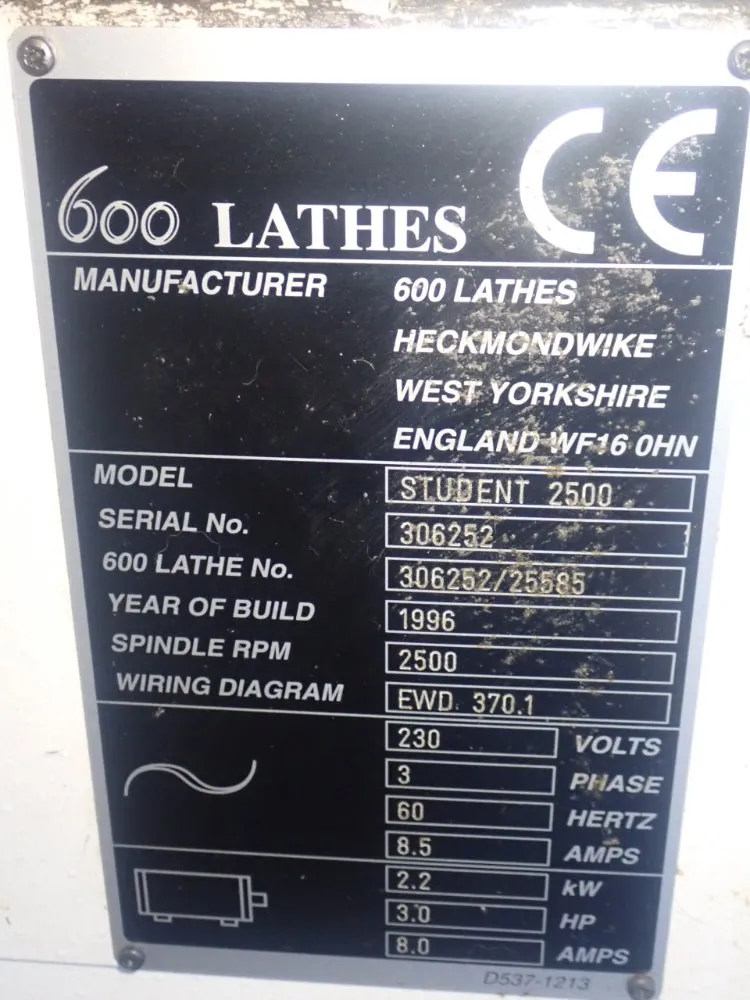 CE
600 LATHES
MANUFACTURER 600 LATHES
HECKMONDWIKE
WEST YORKSHIRE
ENGLAND WF16 0HN
MODEL STUDENT 2500
SERIAL No. 306252
600 LATHE No. 306252/25585
YEAR OF BUILD 1996
SPINDLE RPM 2500
WIRING DIAGRAM EWD 370.1
230 VOLTS
3 PHASE
60 HERTZ
8.5 AMPS
2.2 kW
3.0 HP
8.0 AMPS
D537-1213